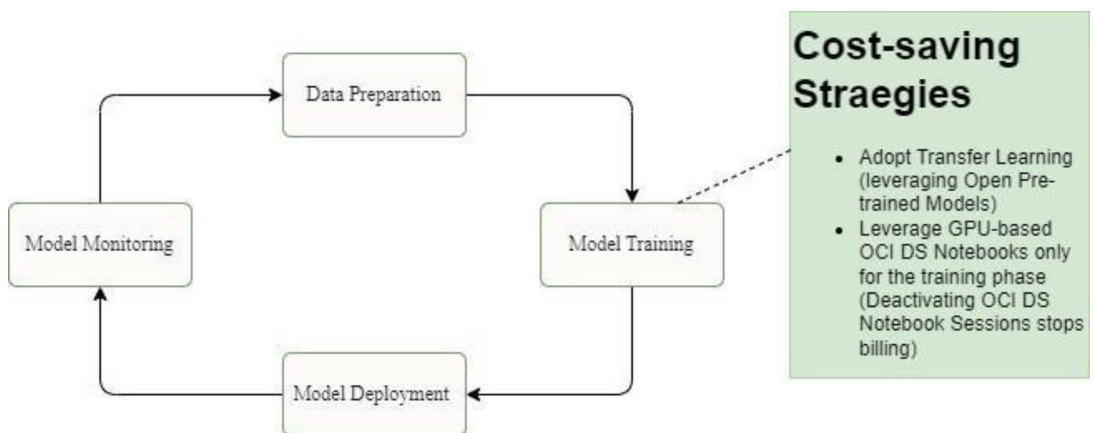 Cost-saving
Straegies
Data Preparation
• Adopt Transfer Learning
(leveraging Open Pre-
trained Models)
• Leverage GPU-based
OCI DS Notebooks only
for the training phase
(Deactivating OCI DS
Notebook Sessions stops
billing)
Model Monitoring
Model Training
Model Deployment